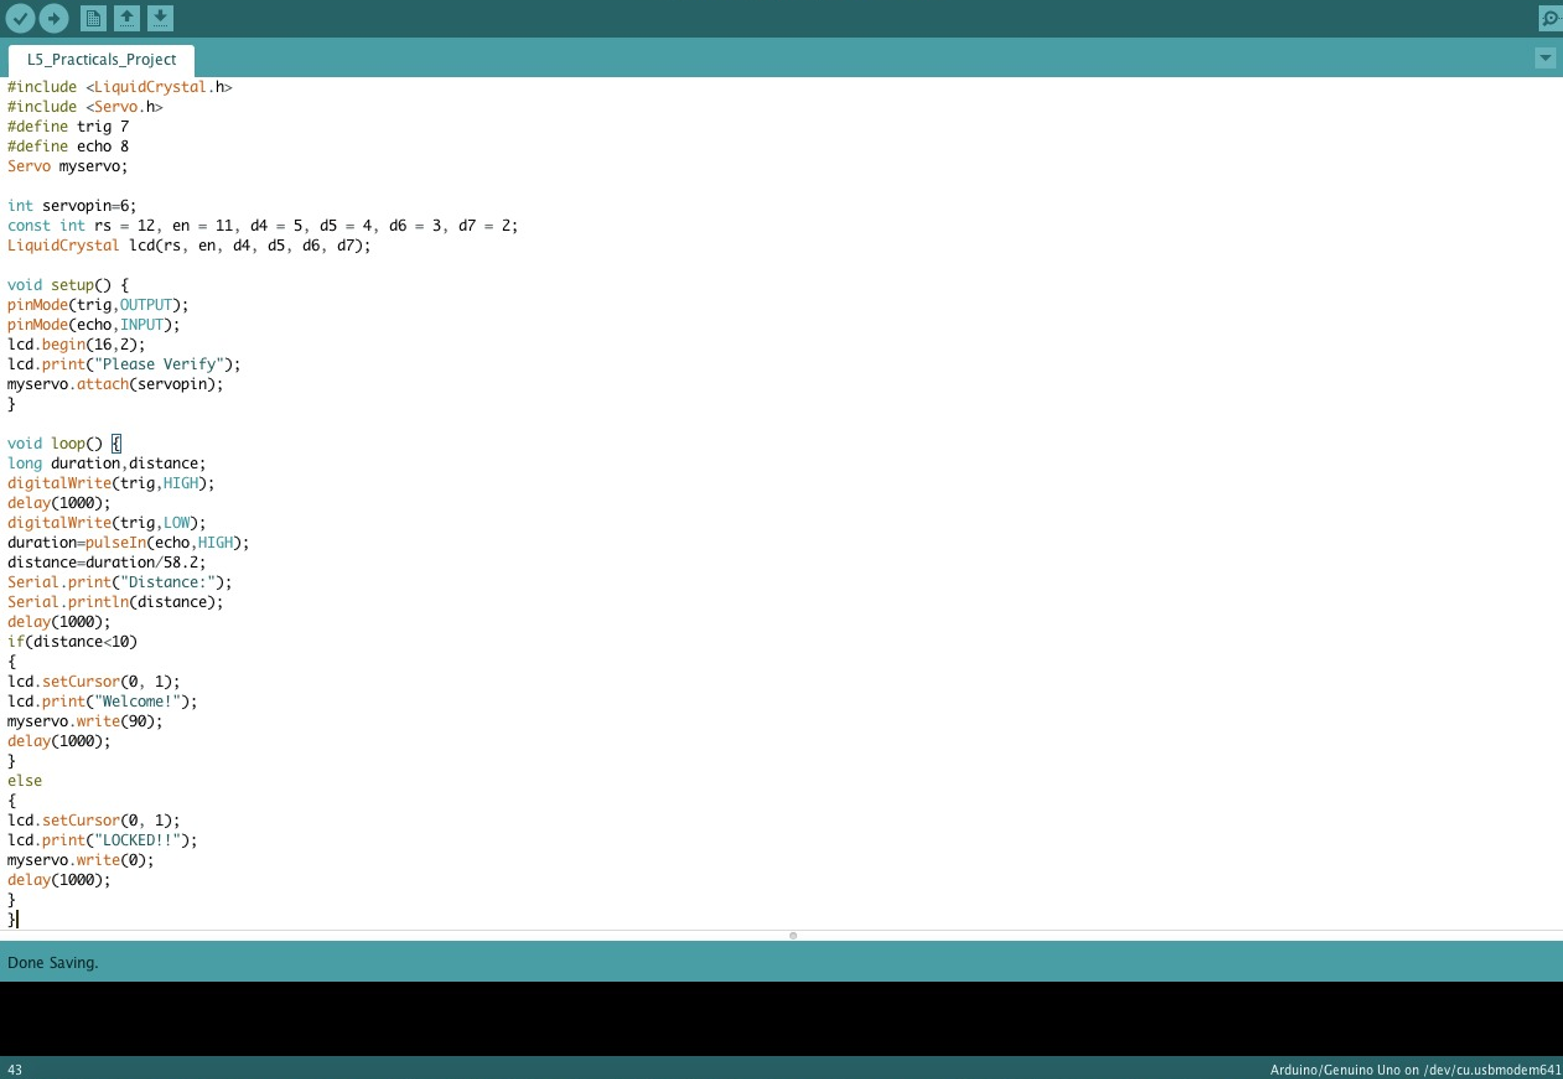 L5_Practicals_Project
#include <LiquidCrystal.h>
#include <Servo.h>
#define trig 7
#define echo 8
Servo myservo;
int servopin=6;
const int rs = 12, en = 11, d4 = 5, d5 = 4, d6 = 3, d7 = 2;
LiquidCrystal lcd(rs, en, d4, d5, d6, d7);
void setup() {
pinMode(trig,OUTPUT);
pinMode(echo,INPUT);
lcd.begin(16,2);
lcd.print("Please Verify");
myservo.attach(servopin);
}
void loop() {
long duration,distance;
digitalWrite(trig,HIGH);
delay(1000);
digitalWrite(trig,LOW);
duration=pulseIn(echo,HIGH);
distance=duration/58.2;
Serial.print("Distance:");
Serial.println(distance);
delay(1000);
if(distance<10)
{
lcd.setCursor(0, 1);
lcd.print("Welcome!");
myservo.write(90);
delay(1000);
}
else
{
lcd.setCursor(0, 1);
lcd.print("LOCKED!!");
myservo.write(0);
delay(1000);
}
}
Done Saving.
43
Arduino/Genuino Uno on /dev/cu.usbmodem641